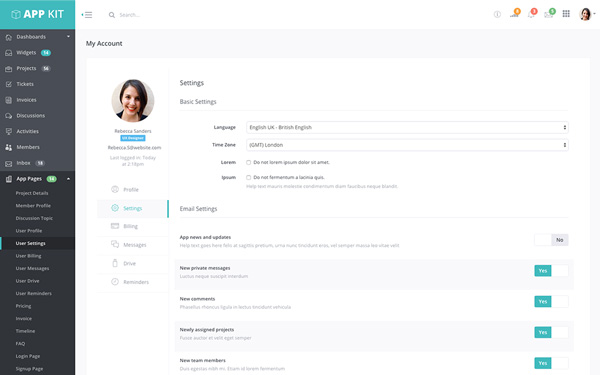 APP KIT
Search...
4
3
5
Dashboards
Widgets 14
Projects 56
Tickets
Invoices
Discussions
Activities
Members
Inbox 18
App Pages 14
Project Details
Member Profile
Discussion Topic
User Profile
User Settings
User Billing
User Messages
User Drive
User Reminders
Pricing
Invoice
Timeline
FAQ
Login Page
Signup Page
My Account
Rebecca Sanders
UX Designer
Rebecca.S@website.com
Last logged in: Today
at 2:18pm
Profile
Settings
Billing
Messages
Drive
Reminders
Settings
Basic Settings
Language English UK - British English
Time Zone (GMT) London
Lorem Do not lorem ipsum dolor sit amet.
Ipsum Do not fermentum a lacinia quis.
Help text mauris molestie condimentum diam faucibus neque blandit.
Email Settings
App news and updates
Help text goes here felis at sagittis pretium, urna nunc tincidunt eros, vel semper massa leo vitae velit
No
New private messages
Luctus neque suscipit interdum
Yes
New comments
Phasellus rhoncus ligula in lectus tincidunt vehicula
Yes
Newly assigned projects
Fusce auctor et velit eget semper
Yes
New team members
Duis egestas nibh mi. Etiam id lorem fermentum
Yes